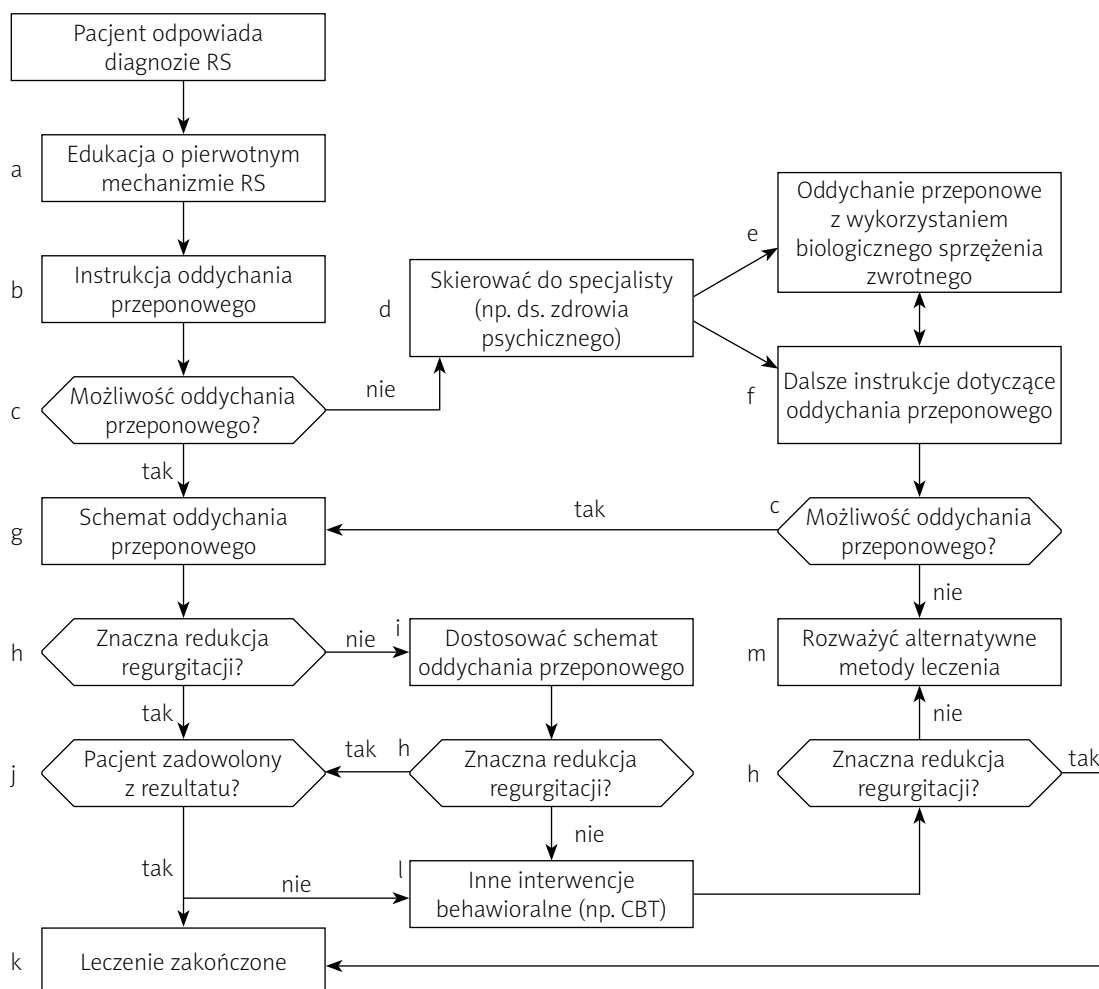 Pacjent odpowiada
diagnozie RS
a
Edukacja o pierwotnym
mechanizmie RS
b
Instrukcja oddychania
przeponowego
c
Możliwość oddychania
przeponowego?
nie
tak
d
Skierować do specjalisty
(np. ds. zdrowia
psychicznego)
e
Oddychanie przeponowe
z wykorzystaniem
biologicznego sprzężenia
zwrotnego
f
Dalsze instrukcje dotyczące
oddychania przeponowego
c
Możliwość oddychania
przeponowego?
tak
nie
g
Schemat oddychania
przeponowego
h
Znaczna redukcja
regurgitacji?
nie
tak
i
Dostosować schemat
oddychania przeponowego
m
Rozważyć alternatywne
metody leczenia
nie
j
Pacjent zadowolony
z rezultatu?
tak
h
Znaczna redukcja
regurgitacji?
nie
h
Znaczna redukcja
regurgitacji?
tak
tak
nie
l
Inne interwencje
behawioralne (np. CBT)
k
Leczenie zakończone